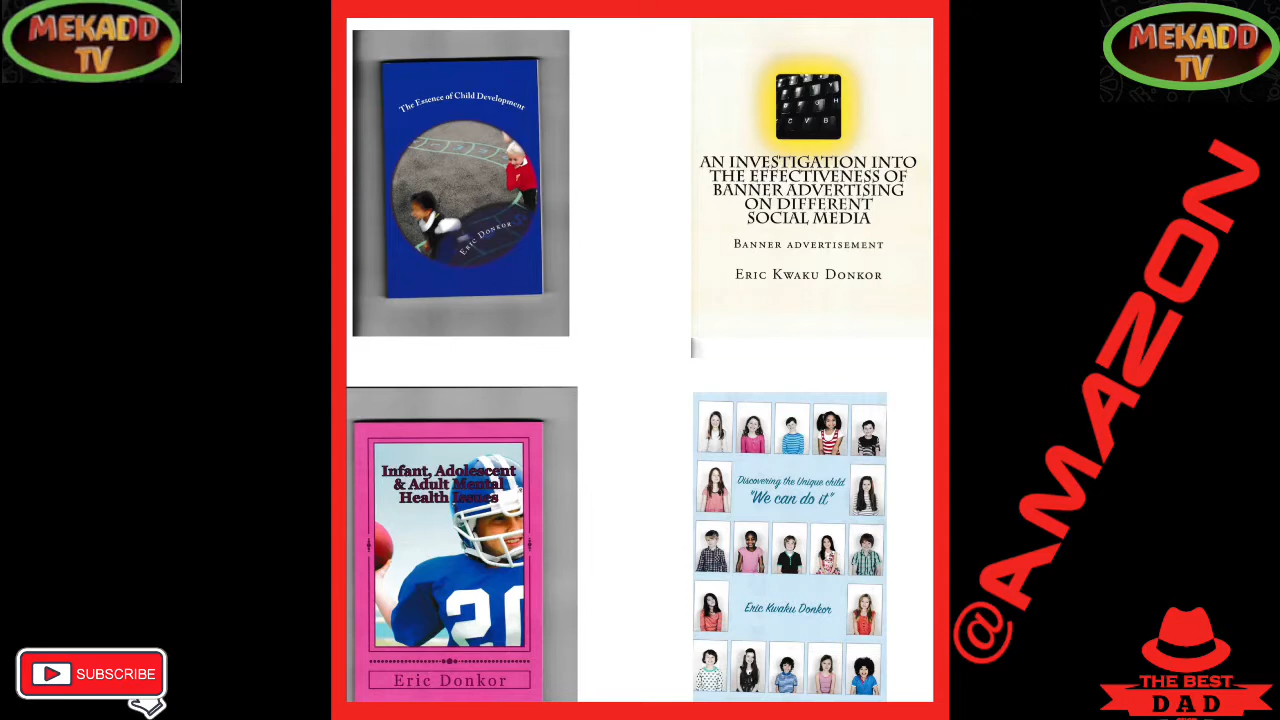 MEKADD
TV
MEKADD
TV
The Essence of Child Development
ERIC DONKOR
Y
G H
C V B
AN INVESTIGATION INTO
THE EFFECTIVENESS OF
BANNER ADVERTISING
ON DIFFERENT
SOCIAL MEDIA
BANNER ADVERTISEMENT
ERIC KWAKU DONKOR
Infant, Adolescent
& Adult Mental
Health Issues
20
Eric Donkor
Discovering the Unique child
"We can do it"
Eric Kwaku Donkor
@AMAZON
SUBSCRIBE
THE BEST
DAD